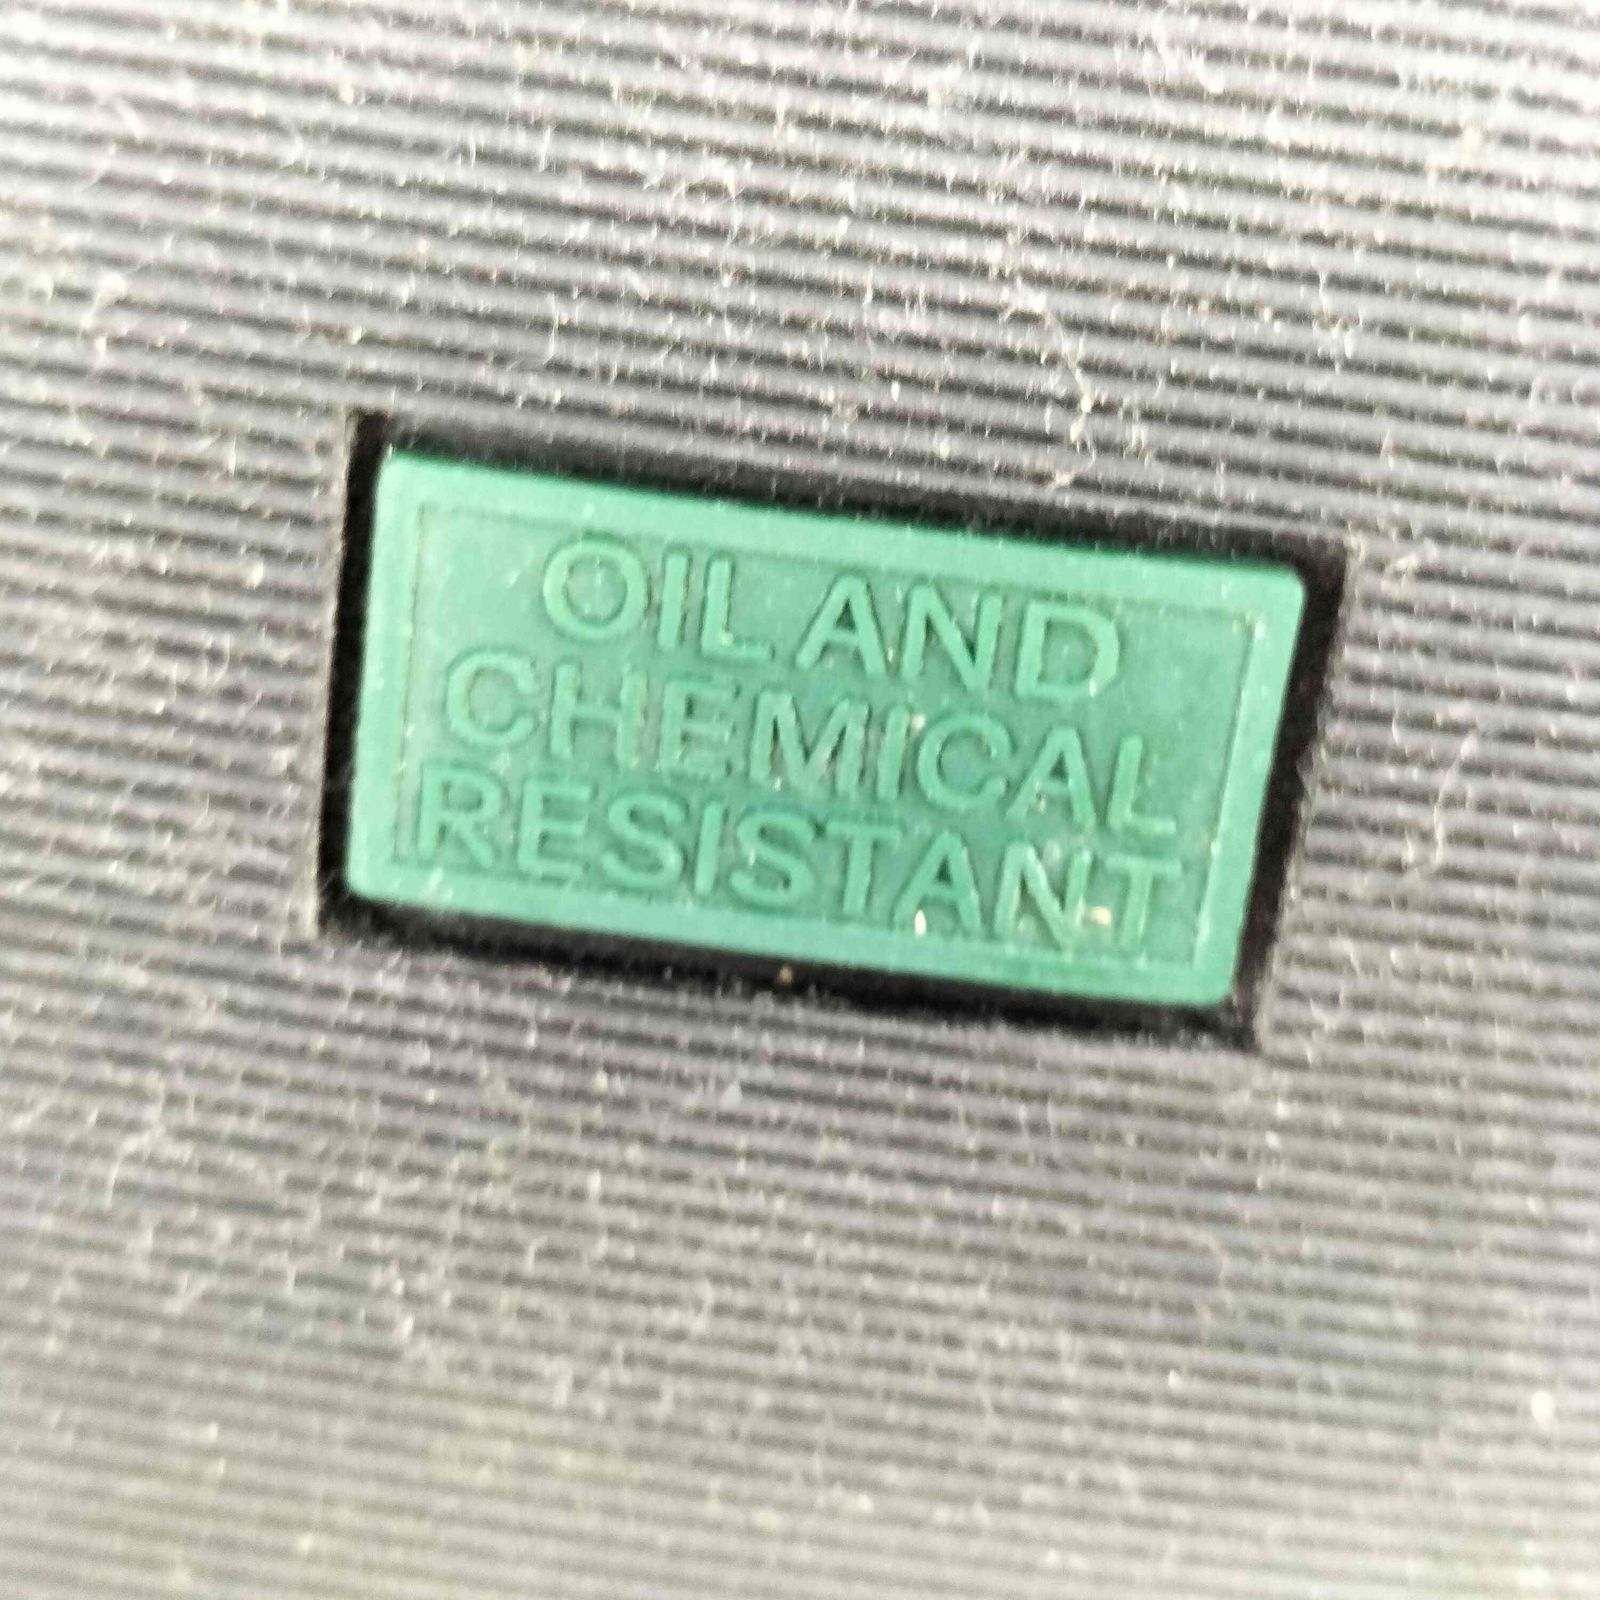 OIL AND
CHEMICAL
RESISTANT